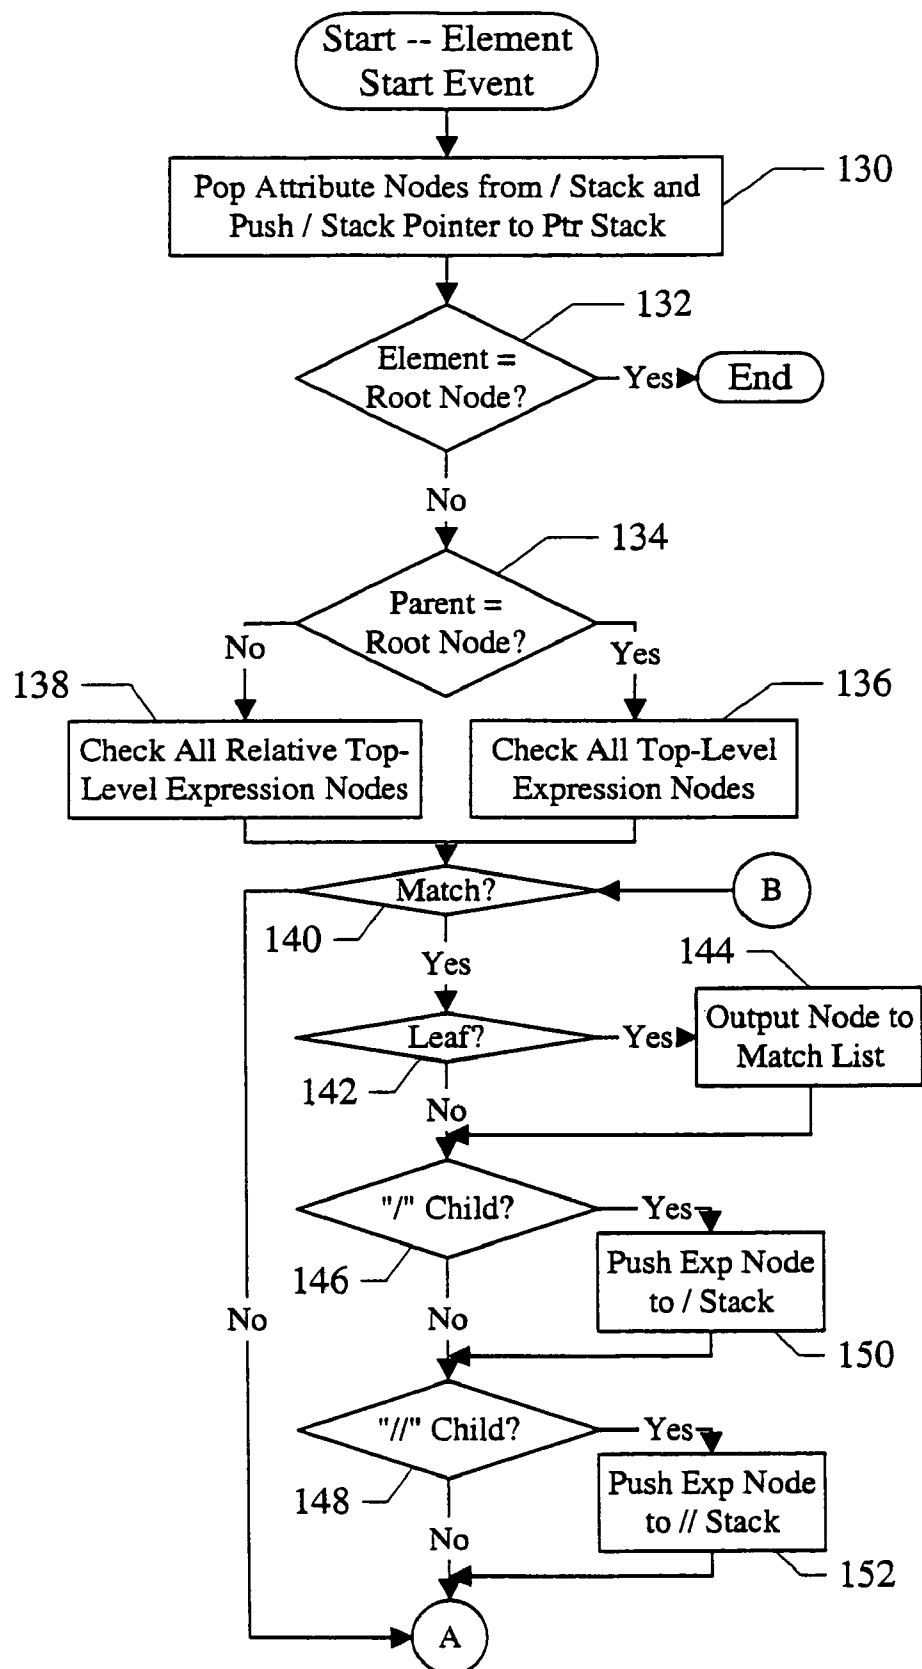 Start -- Element
Start Event
Pop Attribute Nodes from / Stack and
Push / Stack Pointer to Ptr Stack
130
132
Element =
Root Node?
Yes
End
No
134
Parent =
Root Node?
No
Yes
138
136
Check All Relative Top-
Level Expression Nodes
Check All Top-Level
Expression Nodes
Match?
B
140
Yes
144
Leaf?
Yes
Output Node to
Match List
142
No
"/" Child?
Yes
146
Push Exp Node
to / Stack
No
No
150
"//" Child?
Yes
148
Push Exp Node
to // Stack
No
152
A